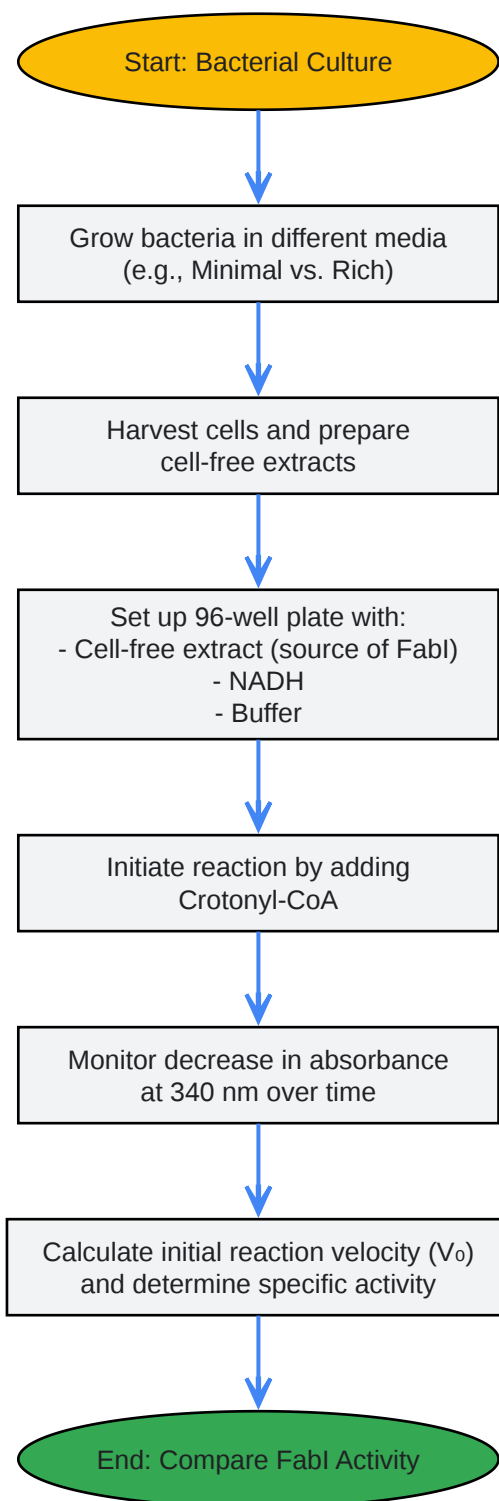 Start: Bacterial Culture
Grow bacteria in different media
(e.g., Minimal vs. Rich)
Harvest cells and prepare
cell-free extracts
Set up 96-well plate with:
- Cell-free extract (source of FabI)
- NADH
- Buffer
Initiate reaction by adding
Crotonyl-CoA
Monitor decrease in absorbance
at 340 nm over time
Calculate initial reaction velocity (V₀)
and determine specific activity
End: Compare FabI Activity